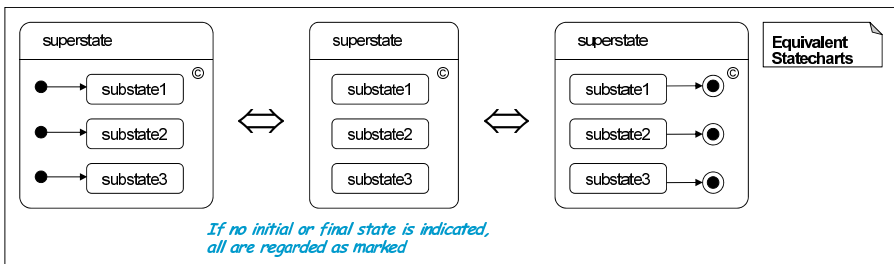 superstate
©
substate1
substate2
substate3
superstate
©
substate1
substate2
substate3
superstate
©
substate1
substate2
substate3
Equivalent
Statecharts
If no initial or final state is indicated,
all are regarded as marked